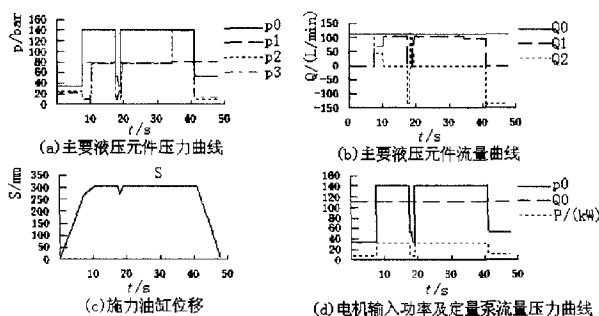 p/bar
160
140
120
100
80
60
40
20
0
10 20 30 40 50
t/s
p0
p1
p2
p3
(a)主要液压元件压力曲线
Q/(L/min)
150
100
50
0
-50
-100
-150
0 10 20 30 40 50
t/s
Q0
Q1
Q2
(b)主要液压元件流量曲线
S/mm
350
300
250
200
150
100
50
0
10 20 30 40 50
t/s
S
(c)施力油缸位移
160
140
120
100
80
60
40
20
0
10 20 30 40 50
t/s
p0
Q0
P/(kW)
(d)电机输入功率及定量泵流量压力曲线